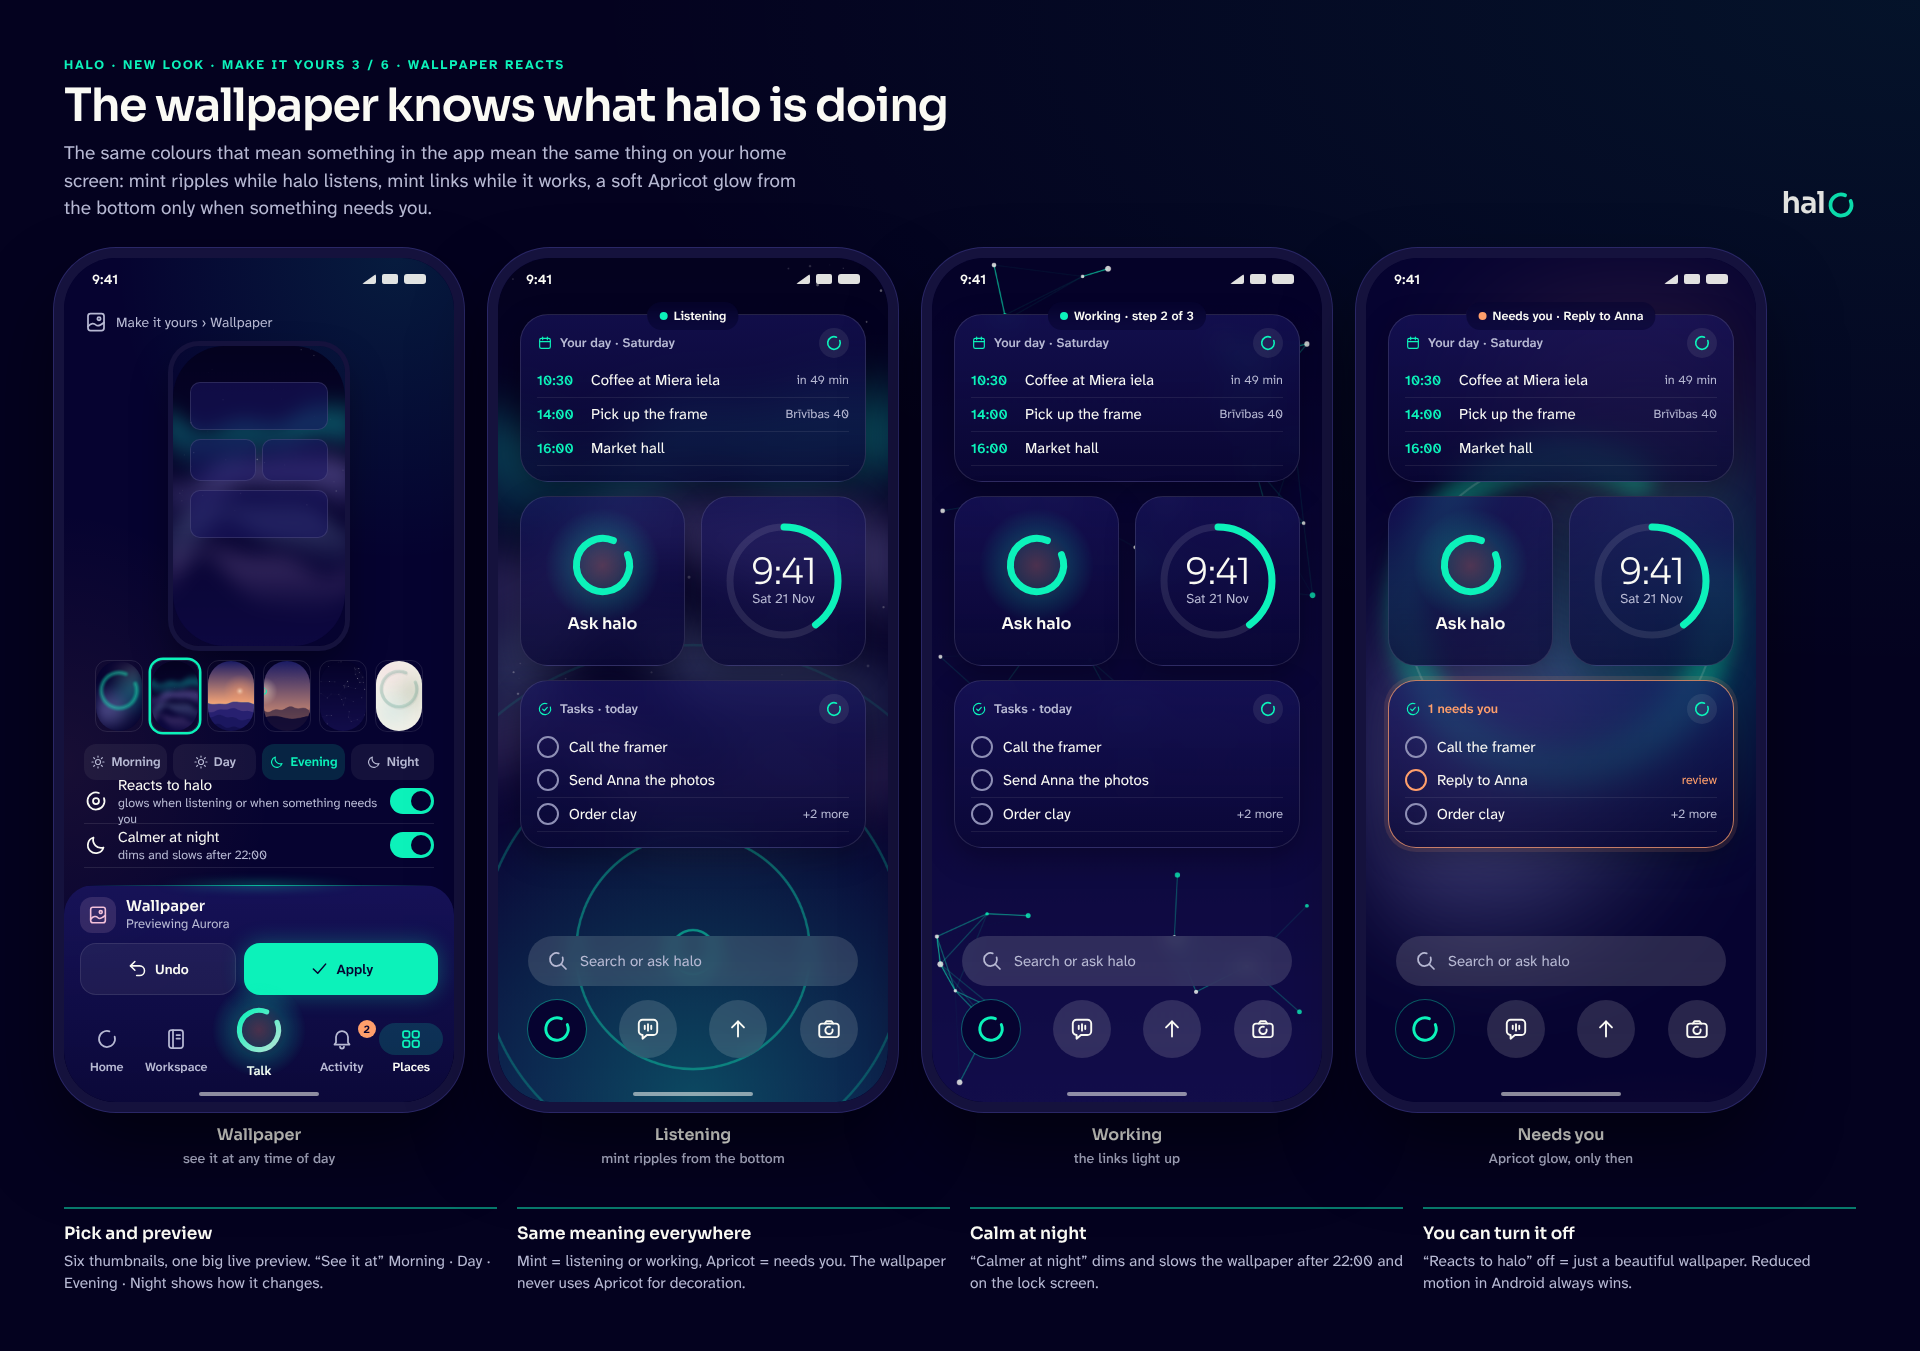 HALO · NEW LOOK · MAKE IT YOURS 3 / 6 · WALLPAPER REACTS
The wallpaper knows what halo is doing
The same colours that mean something in the app mean the same thing on your home
screen: mint ripples while halo listens, mint links while it works, a soft Apricot glow from
the bottom only when something needs you.
halo
9:41
Make it yours › Wallpaper
Morning
Day
Evening
Night
Reacts to halo
glows when listening or when something needs
you
Calmer at night
dims and slows after 22:00
Wallpaper
Previewing Aurora
Undo
Apply
2
Home
Workspace
Talk
Activity
Places
Wallpaper
see it at any time of day
9:41
Listening
Your day · Saturday
10:30 Coffee at Miera iela in 49 min
14:00 Pick up the frame Brīvības 40
16:00 Market hall
Ask halo
9:41
Sat 21 Nov
Tasks · today
Call the framer
Send Anna the photos
Order clay +2 more
Search or ask halo
Listening
mint ripples from the bottom
9:41
Working · step 2 of 3
Your day · Saturday
10:30 Coffee at Miera iela in 49 min
14:00 Pick up the frame Brīvības 40
16:00 Market hall
Ask halo
9:41
Sat 21 Nov
Tasks · today
Call the framer
Send Anna the photos
Order clay +2 more
Search or ask halo
Working
the links light up
9:41
Needs you · Reply to Anna
Your day · Saturday
10:30 Coffee at Miera iela in 49 min
14:00 Pick up the frame Brīvības 40
16:00 Market hall
Ask halo
9:41
Sat 21 Nov
1 needs you
Call the framer
Reply to Anna review
Order clay +2 more
Search or ask halo
Needs you
Apricot glow, only then
Pick and preview
Six thumbnails, one big live preview. “See it at” Morning · Day ·
Evening · Night shows how it changes.
Same meaning everywhere
Mint = listening or working, Apricot = needs you. The wallpaper
never uses Apricot for decoration.
Calm at night
“Calmer at night” dims and slows the wallpaper after 22:00 and
on the lock screen.
You can turn it off
“Reacts to halo” off = just a beautiful wallpaper. Reduced
motion in Android always wins.